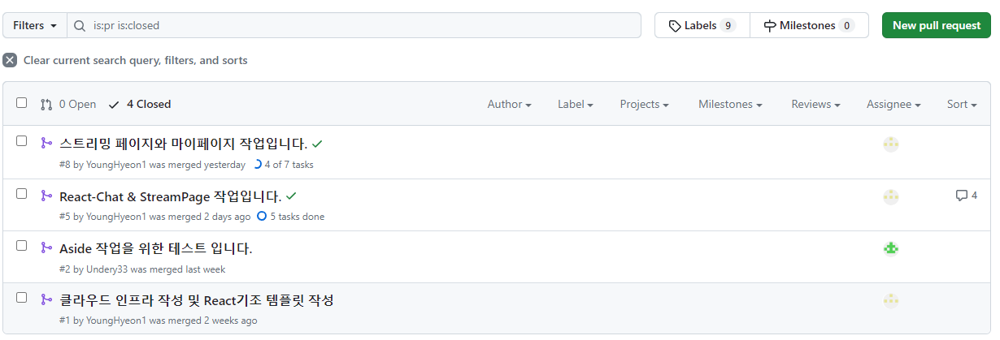 Filters is:pr is:closed Labels 9 Milestones 0 New pull request
Clear current search query, filters, and sorts
0 Open 4 Closed Author Label Projects Milestones Reviews Assignee Sort
스트리밍 페이지와 마이페이지 작업입니다.
#8 by YoungHyeon1 was merged yesterday 4 of 7 tasks
React-Chat & StreamPage 작업입니다. 4
#5 by YoungHyeon1 was merged 2 days ago 5 tasks done
Aside 작업을 위한 테스트 입니다.
#2 by Undery33 was merged last week
클라우드 인프라 작성 및 React기조 템플릿 작성
#1 by YoungHyeon1 was merged 2 weeks ago